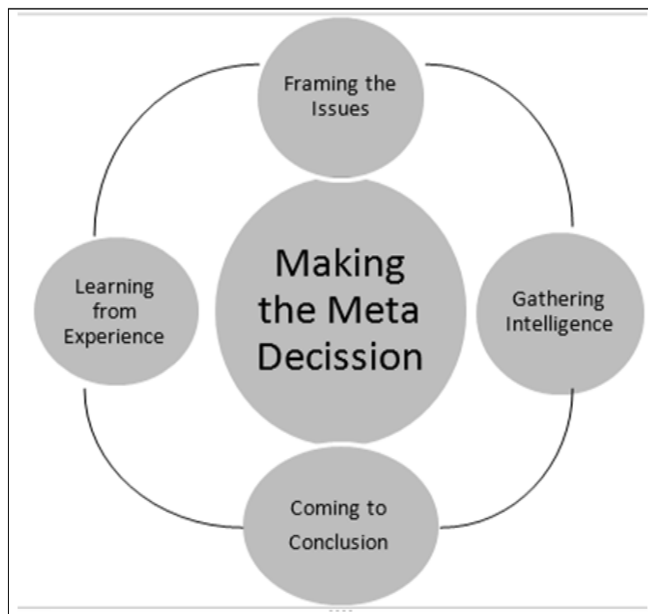 Framing the
Issues
Making
the Meta
Decission
Learning
from
Experience
Gathering
Intelligence
Coming to
Conclusion